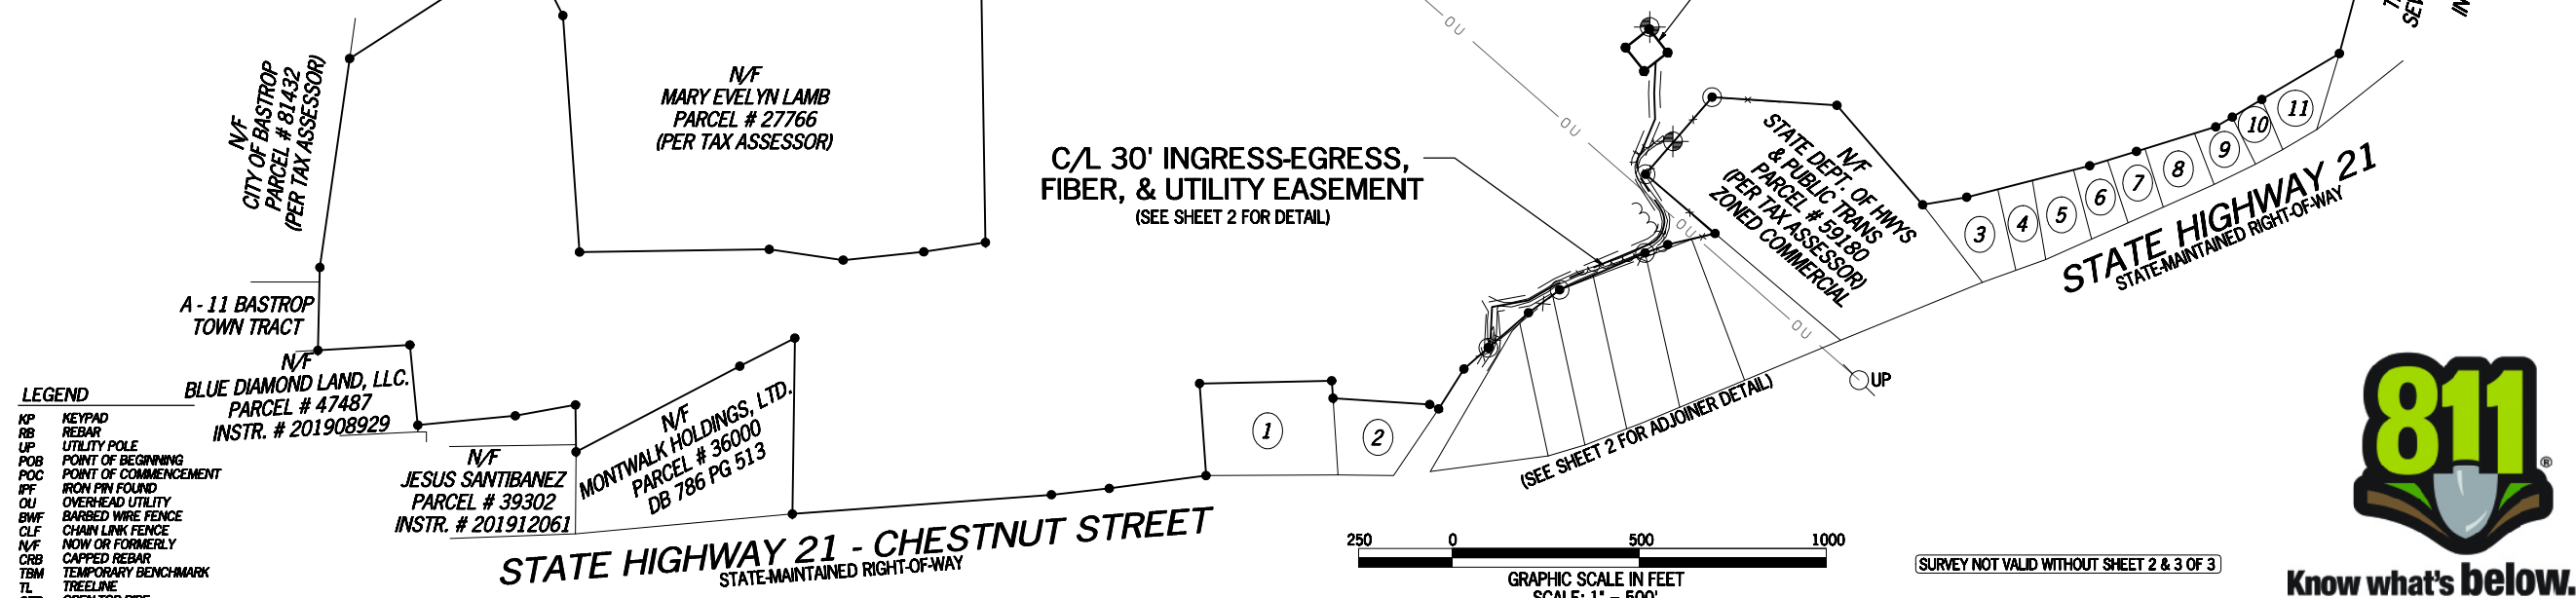 N/F
CITY OF BASTROP
PARCEL # 81432
(PER TAX ASSESSOR)
N/F
MARY EVELYN LAMB
PARCEL # 27766
(PER TAX ASSESSOR)
C/L 30' INGRESS-EGRESS,
FIBER, & UTILITY EASEMENT
(SEE SHEET 2 FOR DETAIL)
OU
OU
OU
OU
N/F
STATE DEPT. OF HWYS
& PUBLIC TRANS
PARCEL # 59180
(PER TAX ASSESSOR)
ZONED COMMERCIAL
3
4
5
6
7
8
9
10
11
STATE HIGHWAY 21
STATE-MAINTAINED RIGHT-OF-WAY
A - 11 BASTROP
TOWN TRACT
N/F
BLUE DIAMOND LAND, LLC.
PARCEL # 47487
INSTR. # 201908929
N/F
JESUS SANTIBANEZ
PARCEL # 39302
INSTR. # 201912061
N/F
MONTWALK HOLDINGS, LTD.
PARCEL # 36000
DB 786 PG 513
1
2
(SEE SHEET 2 FOR ADJOINER DETAIL)
UP
STATE HIGHWAY 21 - CHESTNUT STREET
STATE-MAINTAINED RIGHT-OF-WAY
LEGEND
KP KEYPAD
RB REBAR
UP UTILITY POLE
POB POINT OF BEGINNING
POC POINT OF COMMENCEMENT
IPF IRON PIN FOUND
OU OVERHEAD UTILITY
BWF BARBED WIRE FENCE
CLF CHAIN LINK FENCE
N/F NOW OR FORMERLY
CRB CAPPED REBAR
TBM TEMPORARY BENCHMARK
TL TREELINE
250 0 500 1000
GRAPHIC SCALE IN FEET
SCALE: 1" = 500'
SURVEY NOT VALID WITHOUT SHEET 2 & 3 OF 3
811®
Know what's below.